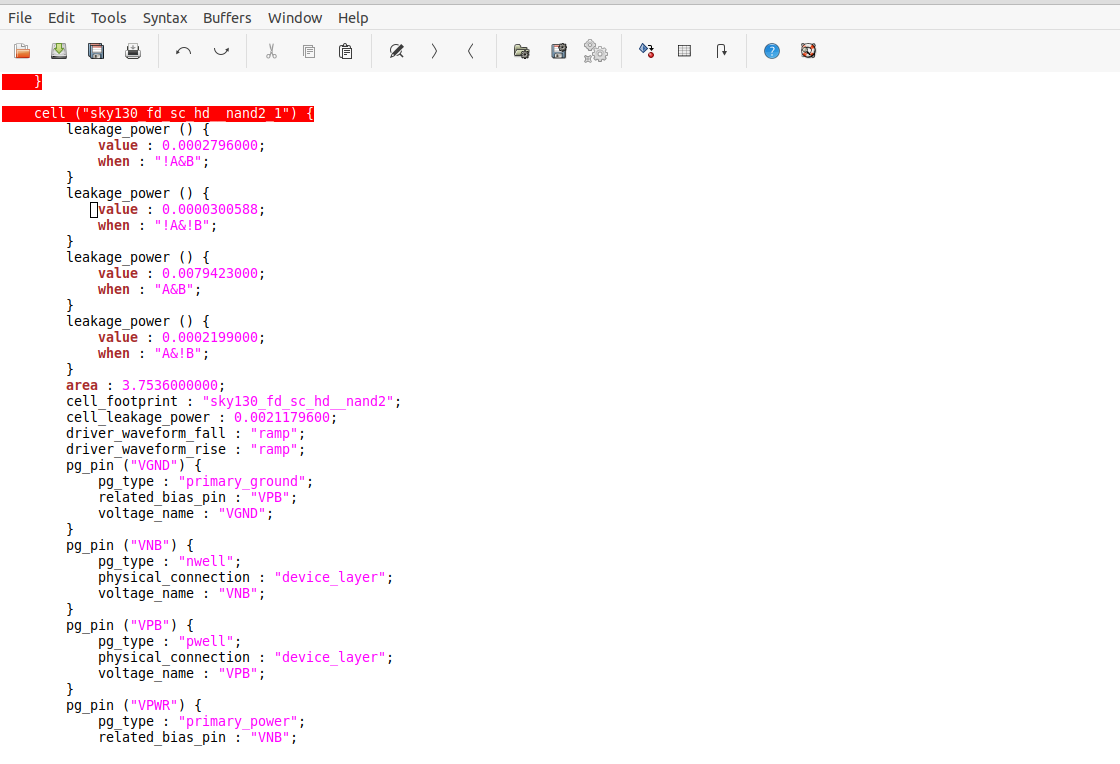 File Edit Tools Syntax Buffers Window Help
    }

    cell ("sky130_fd_sc_hd__nand2_1") {
        leakage_power () {
            value : 0.0002796000;
            when : "!A&B";
        }
        leakage_power () {
            value : 0.0000300588;
            when : "!A&!B";
        }
        leakage_power () {
            value : 0.0079423000;
            when : "A&B";
        }
        leakage_power () {
            value : 0.0002199000;
            when : "A&!B";
        }
        area : 3.7536000000;
        cell_footprint : "sky130_fd_sc_hd__nand2";
        cell_leakage_power : 0.0021179600;
        driver_waveform_fall : "ramp";
        driver_waveform_rise : "ramp";
        pg_pin ("VGND") {
            pg_type : "primary_ground";
            related_bias_pin : "VPB";
            voltage_name : "VGND";
        }
        pg_pin ("VNB") {
            pg_type : "nwell";
            physical_connection : "device_layer";
            voltage_name : "VNB";
        }
        pg_pin ("VPB") {
            pg_type : "pwell";
            physical_connection : "device_layer";
            voltage_name : "VPB";
        }
        pg_pin ("VPWR") {
            pg_type : "primary_power";
            related_bias_pin : "VNB";